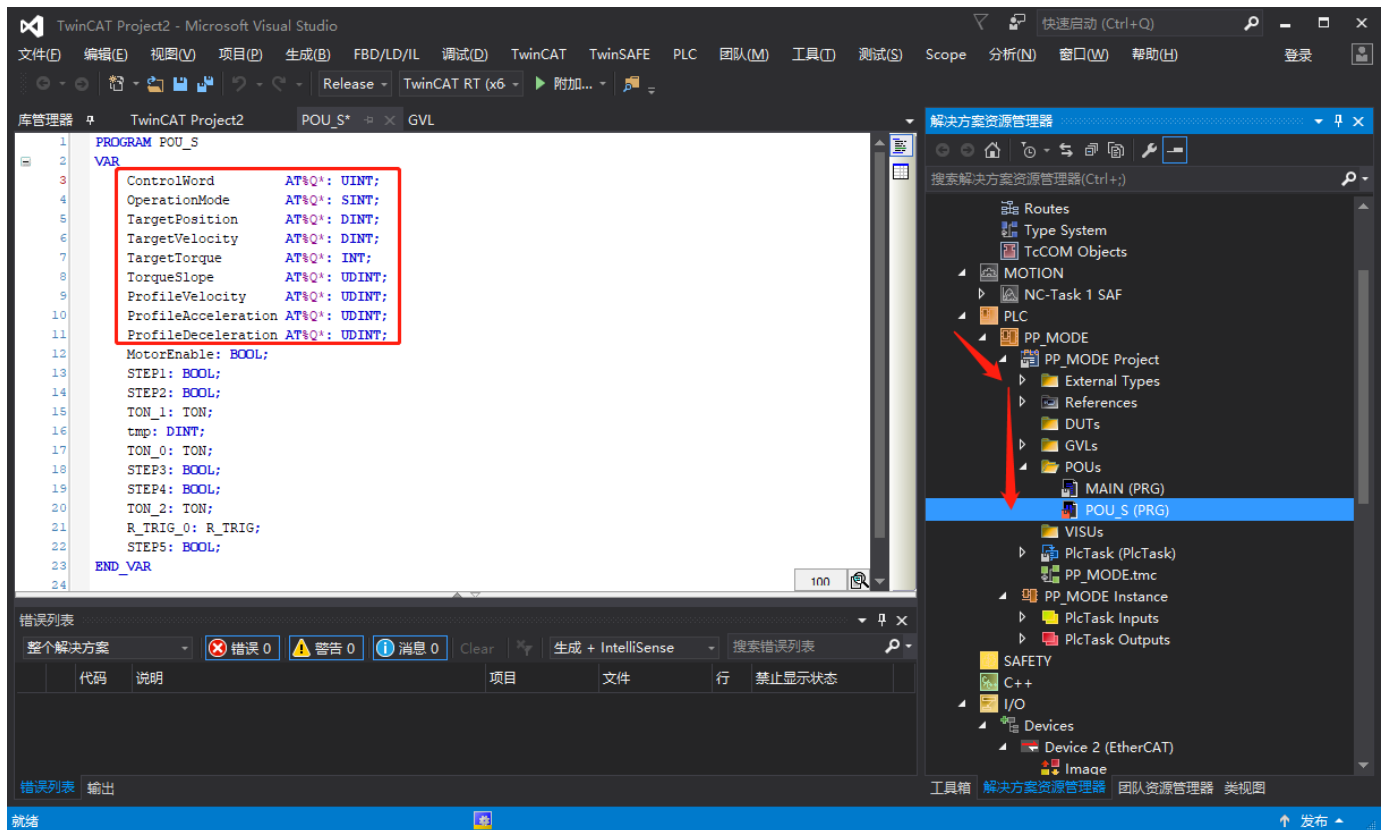 TwinCAT Project2 - Microsoft Visual Studio
快速启动 (Ctrl+Q)
文件(F) 编辑(E) 视图(V) 项目(P) 生成(B) FBD/LD/IL 调试(D) TwinCAT TwinSAFE PLC 团队(M) 工具(T) 测试(S) Scope 分析(N) 窗口(W) 帮助(H) 登录
Release TwinCAT RT (x6 附加...
库管理器 TwinCAT Project2 POU_S* GVL
1 PROGRAM POU_S
2 VAR
3 ControlWord AT%Q*: UINT;
4 OperationMode AT%Q*: SINT;
5 TargetPosition AT%Q*: DINT;
6 TargetVelocity AT%Q*: DINT;
7 TargetTorque AT%Q*: INT;
8 TorqueSlope AT%Q*: UDINT;
9 ProfileVelocity AT%Q*: UDINT;
10 ProfileAcceleration AT%Q*: UDINT;
11 ProfileDeceleration AT%Q*: UDINT;
12 MotorEnable: BOOL;
13 STEP1: BOOL;
14 STEP2: BOOL;
15 TON_1: TON;
16 tmp: DINT;
17 TON_0: TON;
18 STEP3: BOOL;
19 STEP4: BOOL;
20 TON_2: TON;
21 R_TRIG_0: R_TRIG;
22 STEP5: BOOL;
23 END_VAR
24
100
错误列表
整个解决方案 错误 0 警告 0 消息 0 Clear 生成 + IntelliSense 搜索错误列表
代码 说明 项目 文件 行 禁止显示状态
错误列表 输出
解决方案资源管理器
搜索解决方案资源管理器(Ctrl+;)
Routes
Type System
TcCOM Objects
MOTION
NC-Task 1 SAF
PLC
PP_MODE
PP_MODE Project
External Types
References
DUTs
GVLs
POUs
MAIN (PRG)
POU_S (PRG)
VISUs
PlcTask (PlcTask)
PP_MODE.tmc
PP_MODE Instance
PlcTask Inputs
PlcTask Outputs
SAFETY
C++
I/O
Devices
Device 2 (EtherCAT)
Image
工具箱 解决方案资源管理器 团队资源管理器 类视图
就绪 发布